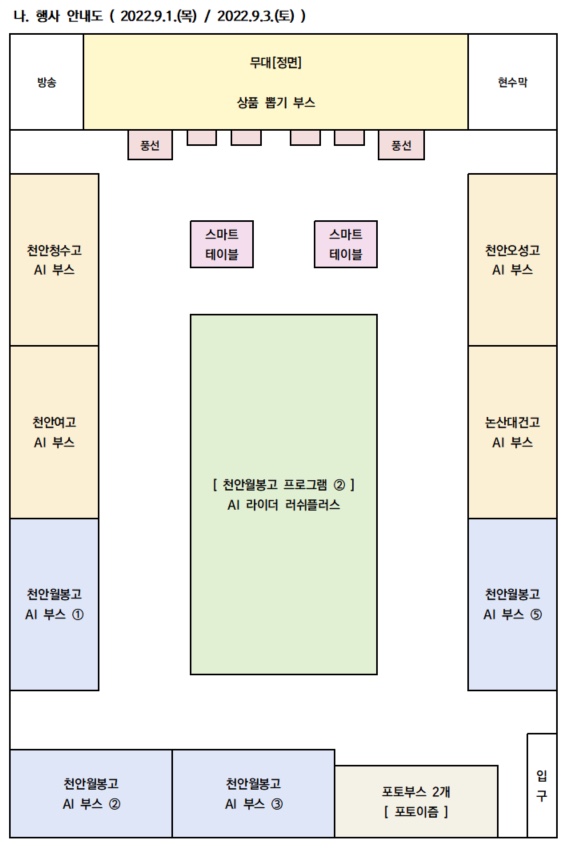 나. 행사 안내도 ( 2022.9.1.(목) / 2022.9.3.(토) )
방송
무대[정면]
상품 뽑기 부스
현수막
풍선
풍선
스마트
테이블
스마트
테이블
천안청수고
AI 부스
천안오성고
AI 부스
천안여고
AI 부스
논산대건고
AI 부스
[ 천안월봉고 프로그램 ② ]
AI 라이더 러쉬플러스
천안월봉고
AI 부스 ①
천안월봉고
AI 부스 ⑤
천안월봉고
AI 부스 ②
천안월봉고
AI 부스 ③
포토부스 2개
[ 포토이즘 ]
입
구